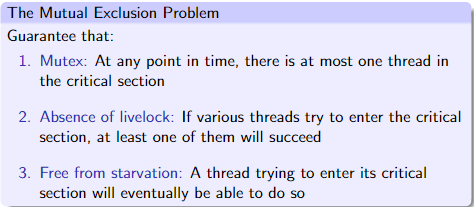 The Mutual Exclusion Problem
Guarantee that:
1. Mutex: At any point in time, there is at most one thread in
the critical section
2. Absence of livelock: If various threads try to enter the critical
section, at least one of them will succeed
3. Free from starvation: A thread trying to enter its critical
section will eventually be able to do so